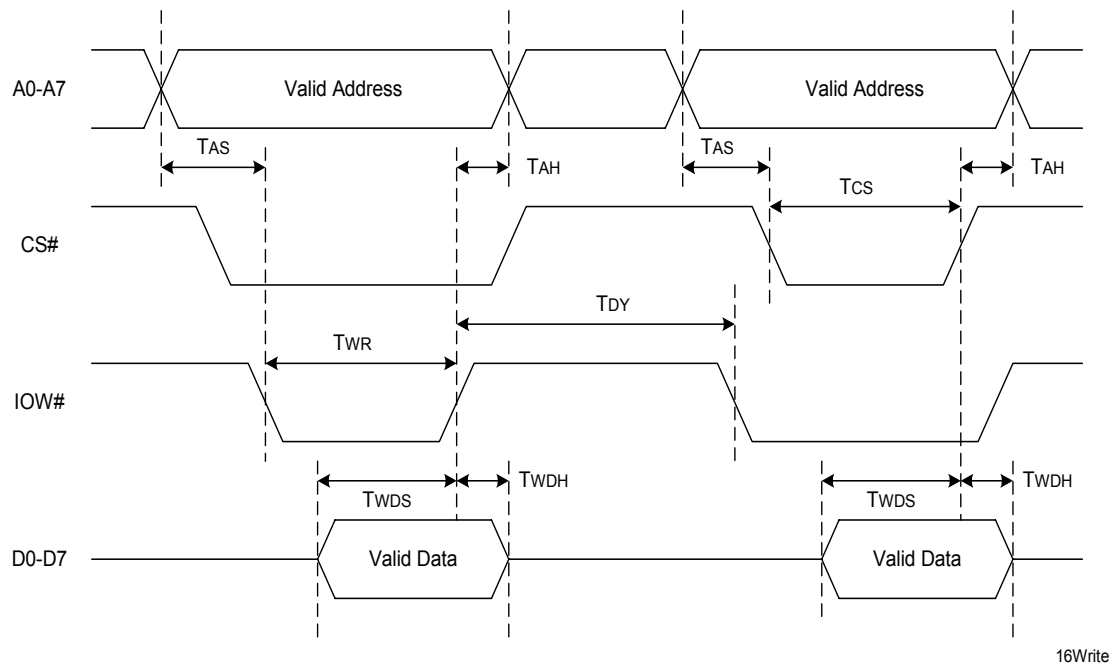 A0-A7
Valid Address
Valid Address
TAS
TAH
TAS
TAH
TCS
CS#
TDY
TWR
IOW#
TWDS
TWDH
TWDS
TWDH
D0-D7
Valid Data
Valid Data
16Write